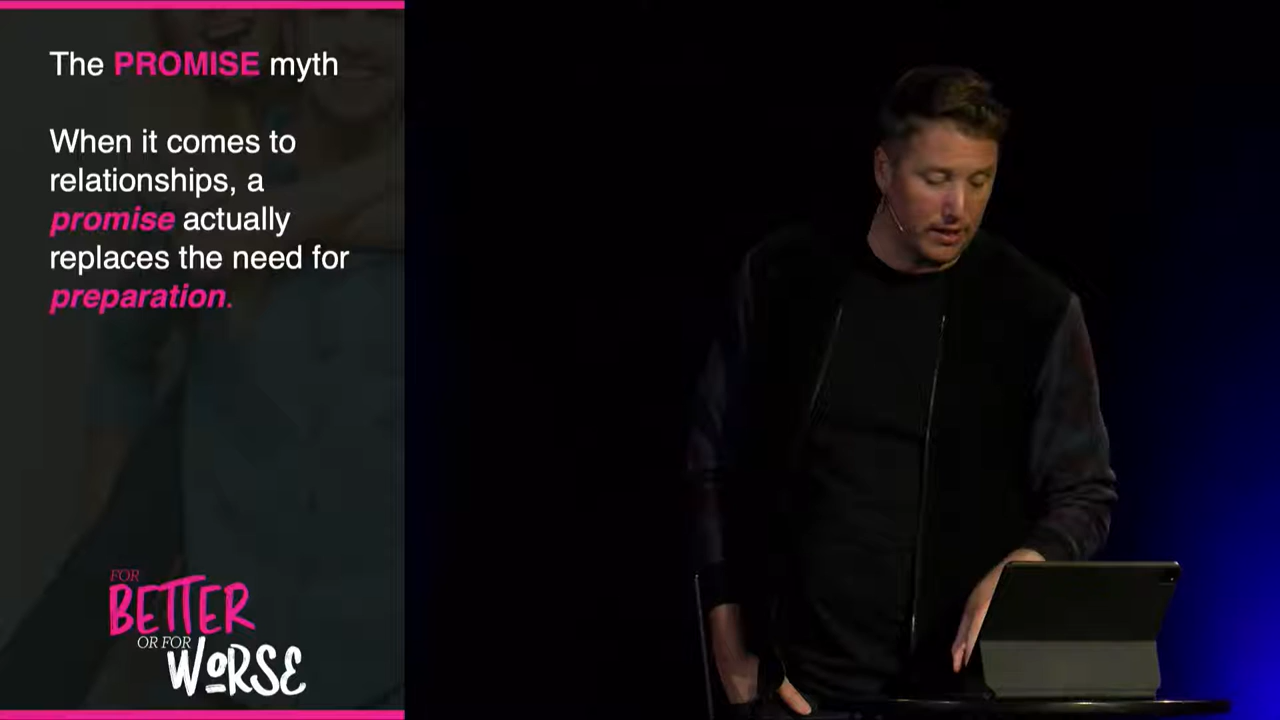 The PROMISE myth
When it comes to
relationships, a
promise actually
replaces the need for
preparation.
FOR
BETTER
OR FOR
WORSE